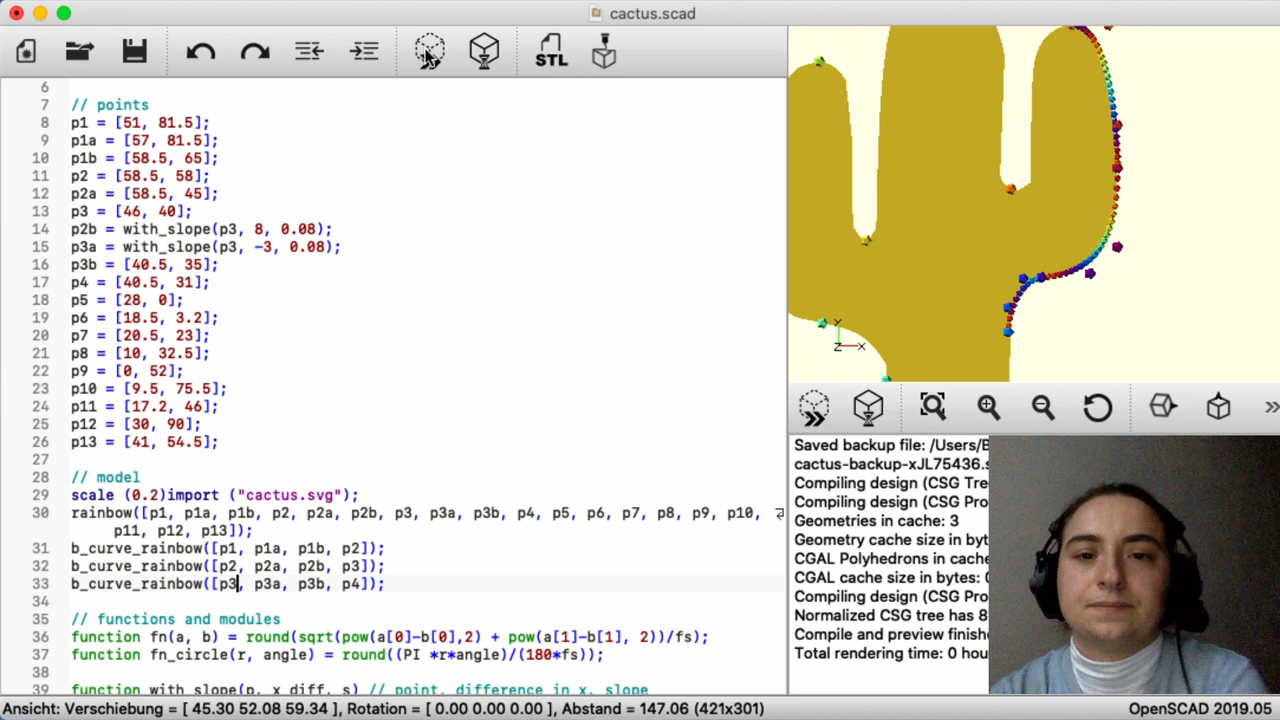 cactus.scad
STL
6
7 // points
8 p1 = [51, 81.5];
9 p1a = [57, 81.5];
10 p1b = [58.5, 65];
11 p2 = [58.5, 58];
12 p2a = [58.5, 45];
13 p3 = [46, 40];
14 p2b = with_slope(p3, 8, 0.08);
15 p3a = with_slope(p3, -3, 0.08);
16 p3b = [40.5, 35];
17 p4 = [40.5, 31];
18 p5 = [28, 0];
19 p6 = [18.5, 3.2];
20 p7 = [20.5, 23];
21 p8 = [10, 32.5];
22 p9 = [0, 52];
23 p10 = [9.5, 75.5];
24 p11 = [17.2, 46];
25 p12 = [30, 90];
26 p13 = [41, 54.5];
27
28 // model
29 scale (0.2)import ("cactus.svg");
30 rainbow([p1, p1a, p1b, p2, p2a, p2b, p3, p3a, p3b, p4, p5, p6, p7, p8, p9, p10,
p11, p12, p13]);
31 b_curve_rainbow([p1, p1a, p1b, p2]);
32 b_curve_rainbow([p2, p2a, p2b, p3]);
33 b_curve_rainbow([p3, p3a, p3b, p4]);
34
35 // functions and modules
36 function fn(a, b) = round(sqrt(pow(a[0]-b[0],2) + pow(a[1]-b[1], 2))/fs);
37 function fn_circle(r, angle) = round((PI *r*angle)/(180*fs));
38
39 function with_slope(p, x_diff, s) // point, difference in x, slope
Y
Z X
Saved backup file: /Users/B
cactus-backup-xJL75436.s
Compiling design (CSG Tre
Compiling design (CSG Pro
Geometries in cache: 3
Geometry cache size in byt
CGAL Polyhedrons in cach
CGAL cache size in bytes: 0
Compiling design (CSG Pro
Normalized CSG tree has 8
Compile and preview finishe
Total rendering time: 0 hou
Ansicht: Verschiebung = [ 45.30 52.08 59.34 ], Rotation = [ 0.00 0.00 0.00 ], Abstand = 147.06 (421x301)
OpenSCAD 2019.05